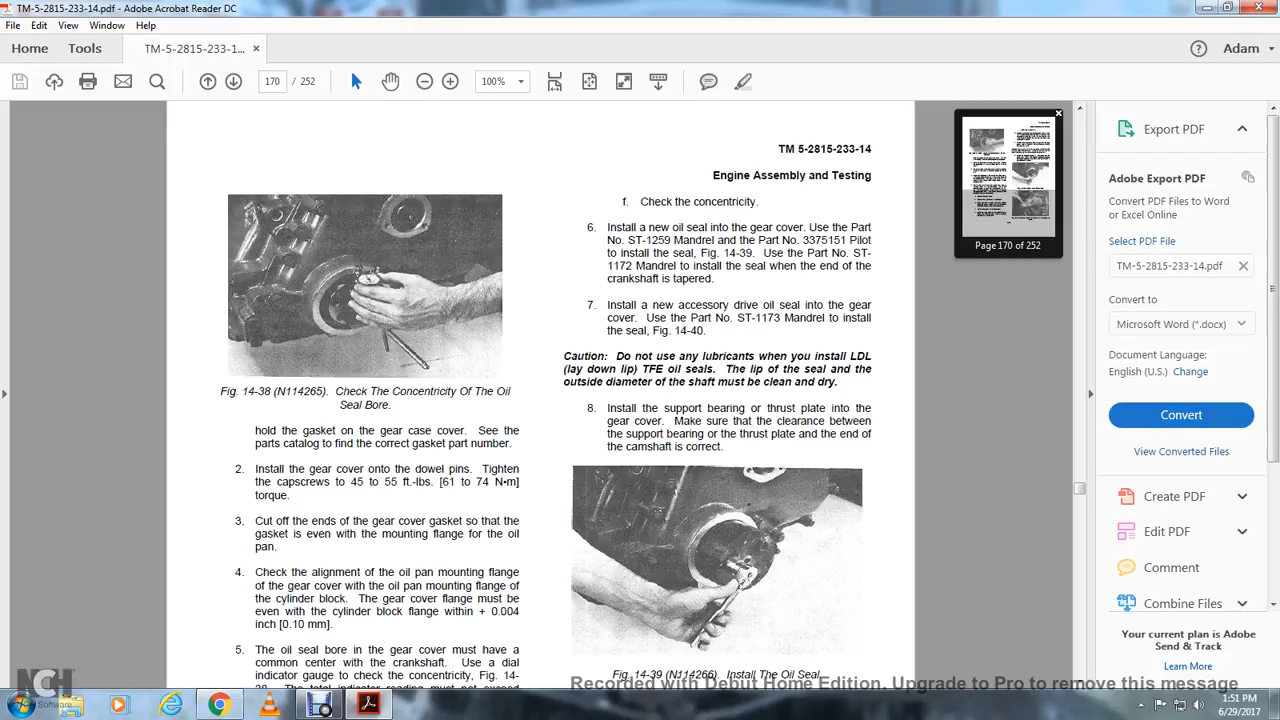 TM-5-2815-233-14.pdf - Adobe Acrobat Reader DC
File Edit View Window Help
Home Tools TM-5-2815-233-1... × Adam
170 / 252 100%
TM 5-2815-233-14
Engine Assembly and Testing
Fig. 14-38 (N114265). Check The Concentricity Of The Oil
Seal Bore.
hold the gasket on the gear case cover. See the
parts catalog to find the correct gasket part number.
2. Install the gear cover onto the dowel pins. Tighten
the capscrews to 45 to 55 ft.-lbs. [61 to 74 N•m]
torque.
3. Cut off the ends of the gear cover gasket so that the
gasket is even with the mounting flange for the oil
pan.
4. Check the alignment of the oil pan mounting flange
of the gear cover with the oil pan mounting flange of
the cylinder block. The gear cover flange must be
even with the cylinder block flange within + 0.004
inch [0.10 mm].
5. The oil seal bore in the gear cover must have a
common center with the crankshaft. Use a dial
indicator gauge to check the concentricity, Fig. 14-
38. The total indicator reading must not exceed
f. Check the concentricity.
6. Install a new oil seal into the gear cover. Use the Part
No. ST-1259 Mandrel and the Part No. 3375151 Pilot
to install the seal, Fig. 14-39. Use the Part No. ST-
1172 Mandrel to install the seal when the end of the
crankshaft is tapered.
7. Install a new accessory drive oil seal into the gear
cover. Use the Part No. ST-1173 Mandrel to install
the seal, Fig. 14-40.
Caution: Do not use any lubricants when you install LDL
(lay down lip) TFE oil seals. The lip of the seal and the
outside diameter of the shaft must be clean and dry.
8. Install the support bearing or thrust plate into the
gear cover. Make sure that the clearance between
the support bearing or the thrust plate and the end of
the camshaft is correct.
Fig. 14-39 (N114266). Install The Oil Seal.
Page 170 of 252
Export PDF
Adobe Export PDF
Convert PDF Files to Word
or Excel Online
Select PDF File
TM-5-2815-233-14.pdf
Convert to
Microsoft Word (*.docx)
Document Language:
English (U.S.) Change
Convert
View Converted Files
Create PDF
Edit PDF
Comment
Combine Files
Your current plan is Adobe
Send & Track
Learn More
NCH
Software
Recorded with Debut Home Edition. Upgrade to Pro to remove this message
1:51 PM
6/29/2017